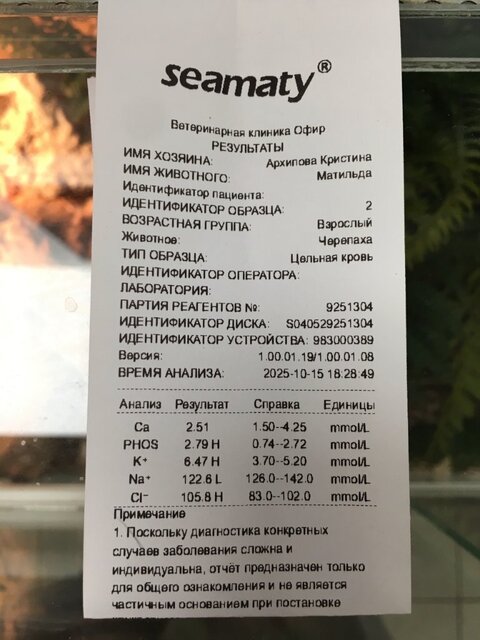 seamaty®
Ветеринарная клиника Офир
РЕЗУЛЬТАТЫ
ИМЯ ХОЗЯИНА: Архипова Кристина
ИМЯ ЖИВОТНОГО: Матильда
Идентификатор пациента:
ИДЕНТИФИКАТОР ОБРАЗЦА: 2
ВОЗРАСТНАЯ ГРУППА: Взрослый
Животное: Черепаха
ТИП ОБРАЗЦА: Цельная кровь
ИДЕНТИФИКАТОР ОПЕРАТОРА:
ЛАБОРАТОРИЯ:
ПАРТИЯ РЕАГЕНТОВ №: 9251304
ИДЕНТИФИКАТОР ДИСКА: S040529251304
ИДЕНТИФИКАТОР УСТРОЙСТВА: 983000389
Версия: 1.00.01.19/1.00.01.08
ВРЕМЯ АНАЛИЗА: 2025-10-15 16:28:49
Анализ Результат Справка Единицы
Ca 2.51 1.50--4.25 mmol/L
PHOS 2.79 H 0.74--2.72 mmol/L
K⁺ 6.47 H 3.70--5.20 mmol/L
Na⁺ 122.6 L 126.0--142.0 mmol/L
Cl⁻ 105.8 H 83.0--102.0 mmol/L
Примечание
1. Поскольку диагностика конкретных
случаев заболевания сложна и
индивидуальна, отчёт предназначен только
для общего ознакомления и не является
частичным основанием при постановке